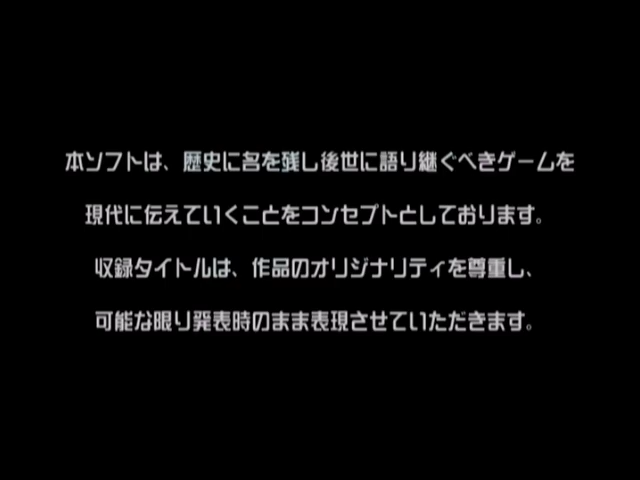 本ソフトは、歴史に名を残し後世に語り継ぐべきゲームを
現代に伝えていくことをコンセプトとしております。
収録タイトルは、作品のオリジナリティを尊重し、
可能な限り発表時のまま表現させていただきます。